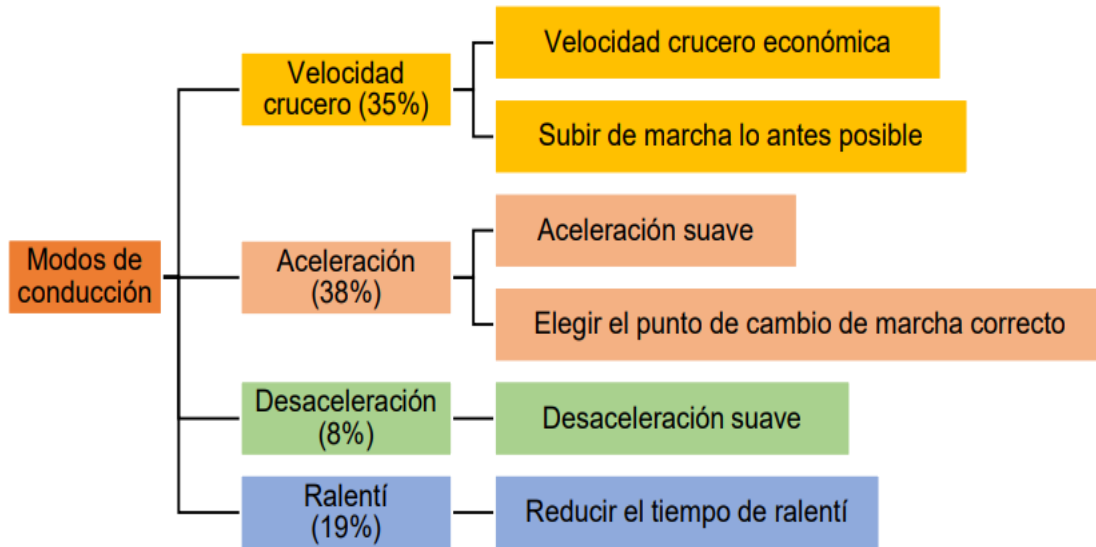 Modos de
conducción
Velocidad
crucero (35%)
Velocidad crucero económica
Subir de marcha lo antes posible
Aceleración
(38%)
Aceleración suave
Elegir el punto de cambio de marcha correcto
Desaceleración
(8%)
Desaceleración suave
Ralentí
(19%)
Reducir el tiempo de ralentí